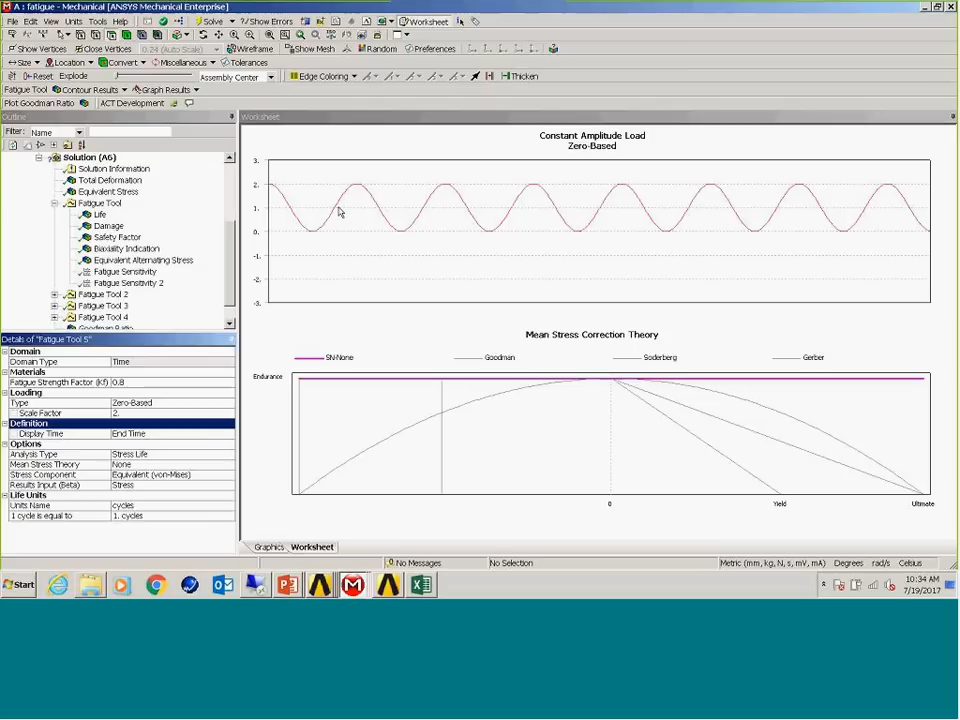 A : fatigue - Mechanical [ANSYS Mechanical Enterprise]
File Edit View Units Tools Help Solve ?/Show Errors Worksheet
Show Vertices Close Vertices 0.24 (Auto Scale) Wireframe Show Mesh Random Preferences
Size Location Convert Miscellaneous Tolerances
Reset Explode Assembly Center Edge Coloring Thicken
Fatigue Tool Contour Results Graph Results
Plot Goodman Ratio ACT Development
Outline
Filter: Name
Solution (A6)
Solution Information
Total Deformation
Equivalent Stress
Fatigue Tool
Life
Damage
Safety Factor
Biaxiality Indication
Equivalent Alternating Stress
Fatigue Sensitivity
Fatigue Sensitivity 2
Fatigue Tool 2
Fatigue Tool 3
Fatigue Tool 4
Goodman Ratio
Details of "Fatigue Tool 5"
Domain
Domain Type Time
Materials
Fatigue Strength Factor (Kf) 0.8
Loading
Type Zero-Based
Scale Factor 2.
Definition
Display Time End Time
Options
Analysis Type Stress Life
Mean Stress Theory None
Stress Component Equivalent (von-Mises)
Results Input (Beta) Stress
Life Units
Units Name cycles
1 cycle is equal to 1. cycles
Worksheet
Constant Amplitude Load
Zero-Based
3.
2.
1.
0.
-1.
-2.
-3.
Mean Stress Correction Theory
SN-None Goodman Soderberg Gerber
Endurance
0 Yield Ultimate
Graphics Worksheet
No Messages No Selection Metric (mm, kg, N, s, mV, mA) Degrees rad/s Celsius
Start
10:34 AM
7/19/2017